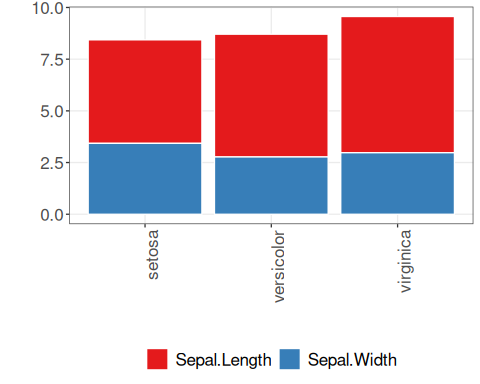 10.0
7.5
5.0
2.5
0.0
setosa
versicolor
virginica
Sepal.Length Sepal.Width